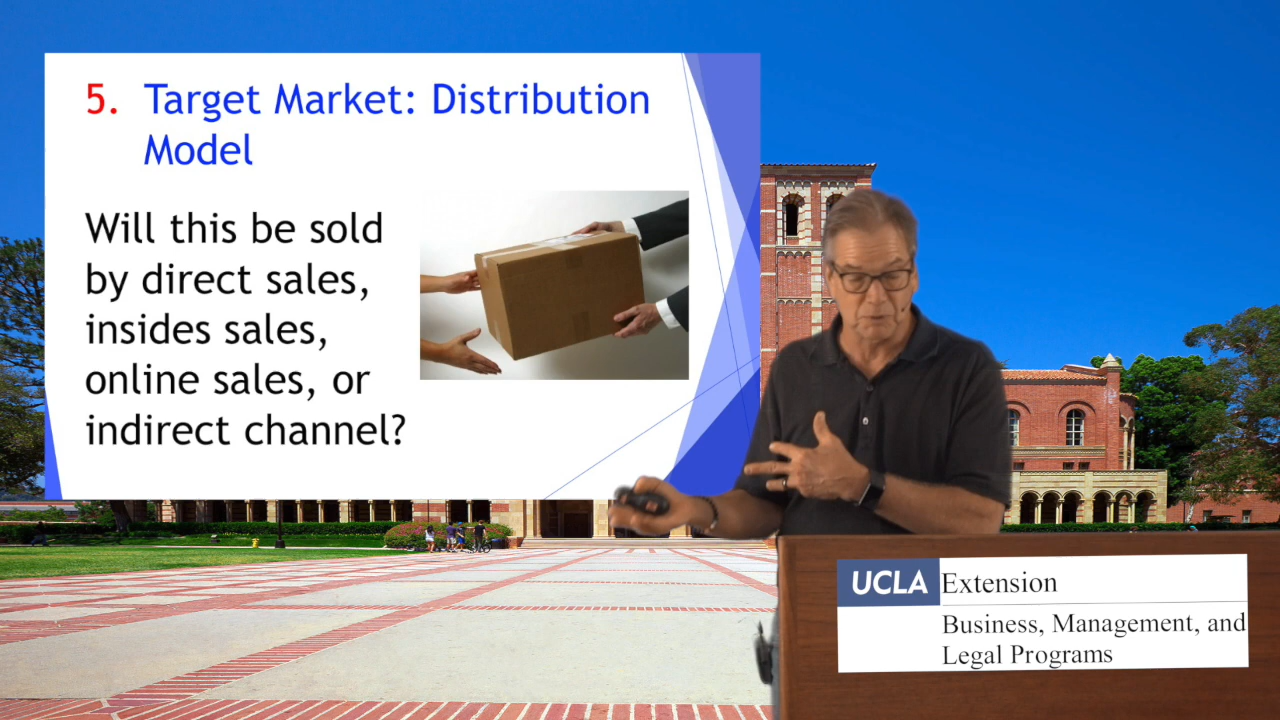 5. Target Market: Distribution
Model
Will this be sold
by direct sales,
insides sales,
online sales, or
indirect channel?
UCLA Extension
Business, Management, and
Legal Programs